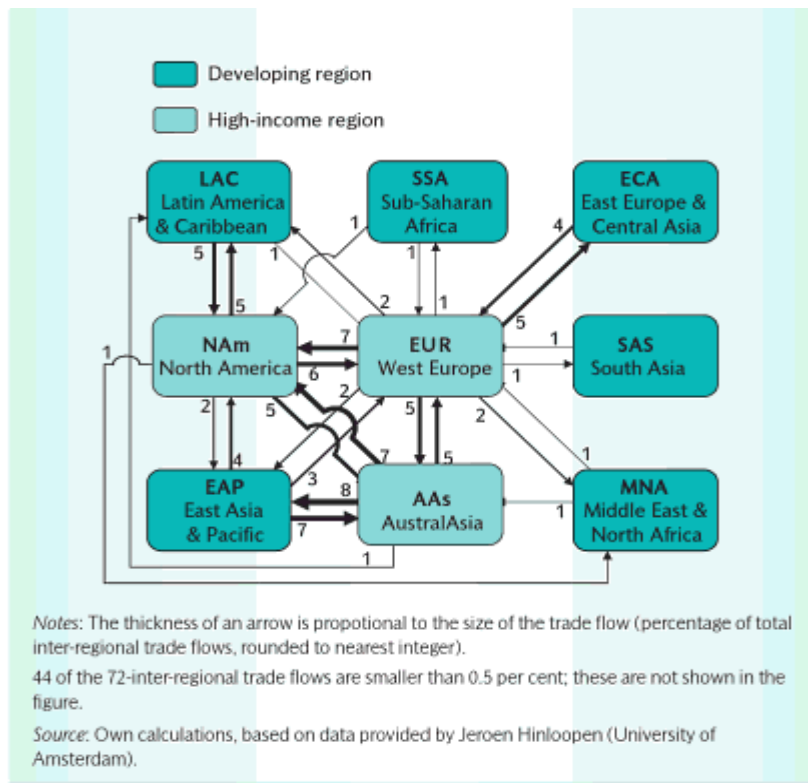 Developing region
High-income region
LAC
Latin America
& Caribbean
SSA
Sub-Saharan
Africa
ECA
East Europe &
Central Asia
1
4
5
1
1
5
1
2
5
NAm
North America
7
6
EUR
West Europe
1
1
SAS
South Asia
1
2
5
2
5
2
4
3
7
5
1
EAP
East Asia
& Pacific
8
7
AAs
AustralAsia
1
MNA
Middle East &
North Africa
1
Notes: The thickness of an arrow is propotional to the size of the trade flow (percentage of total
inter-regional trade flows, rounded to nearest integer).
44 of the 72-inter-regional trade flows are smaller than 0.5 per cent; these are not shown in the
figure.
Source: Own calculations, based on data provided by Jeroen Hinloopen (University of
Amsterdam).